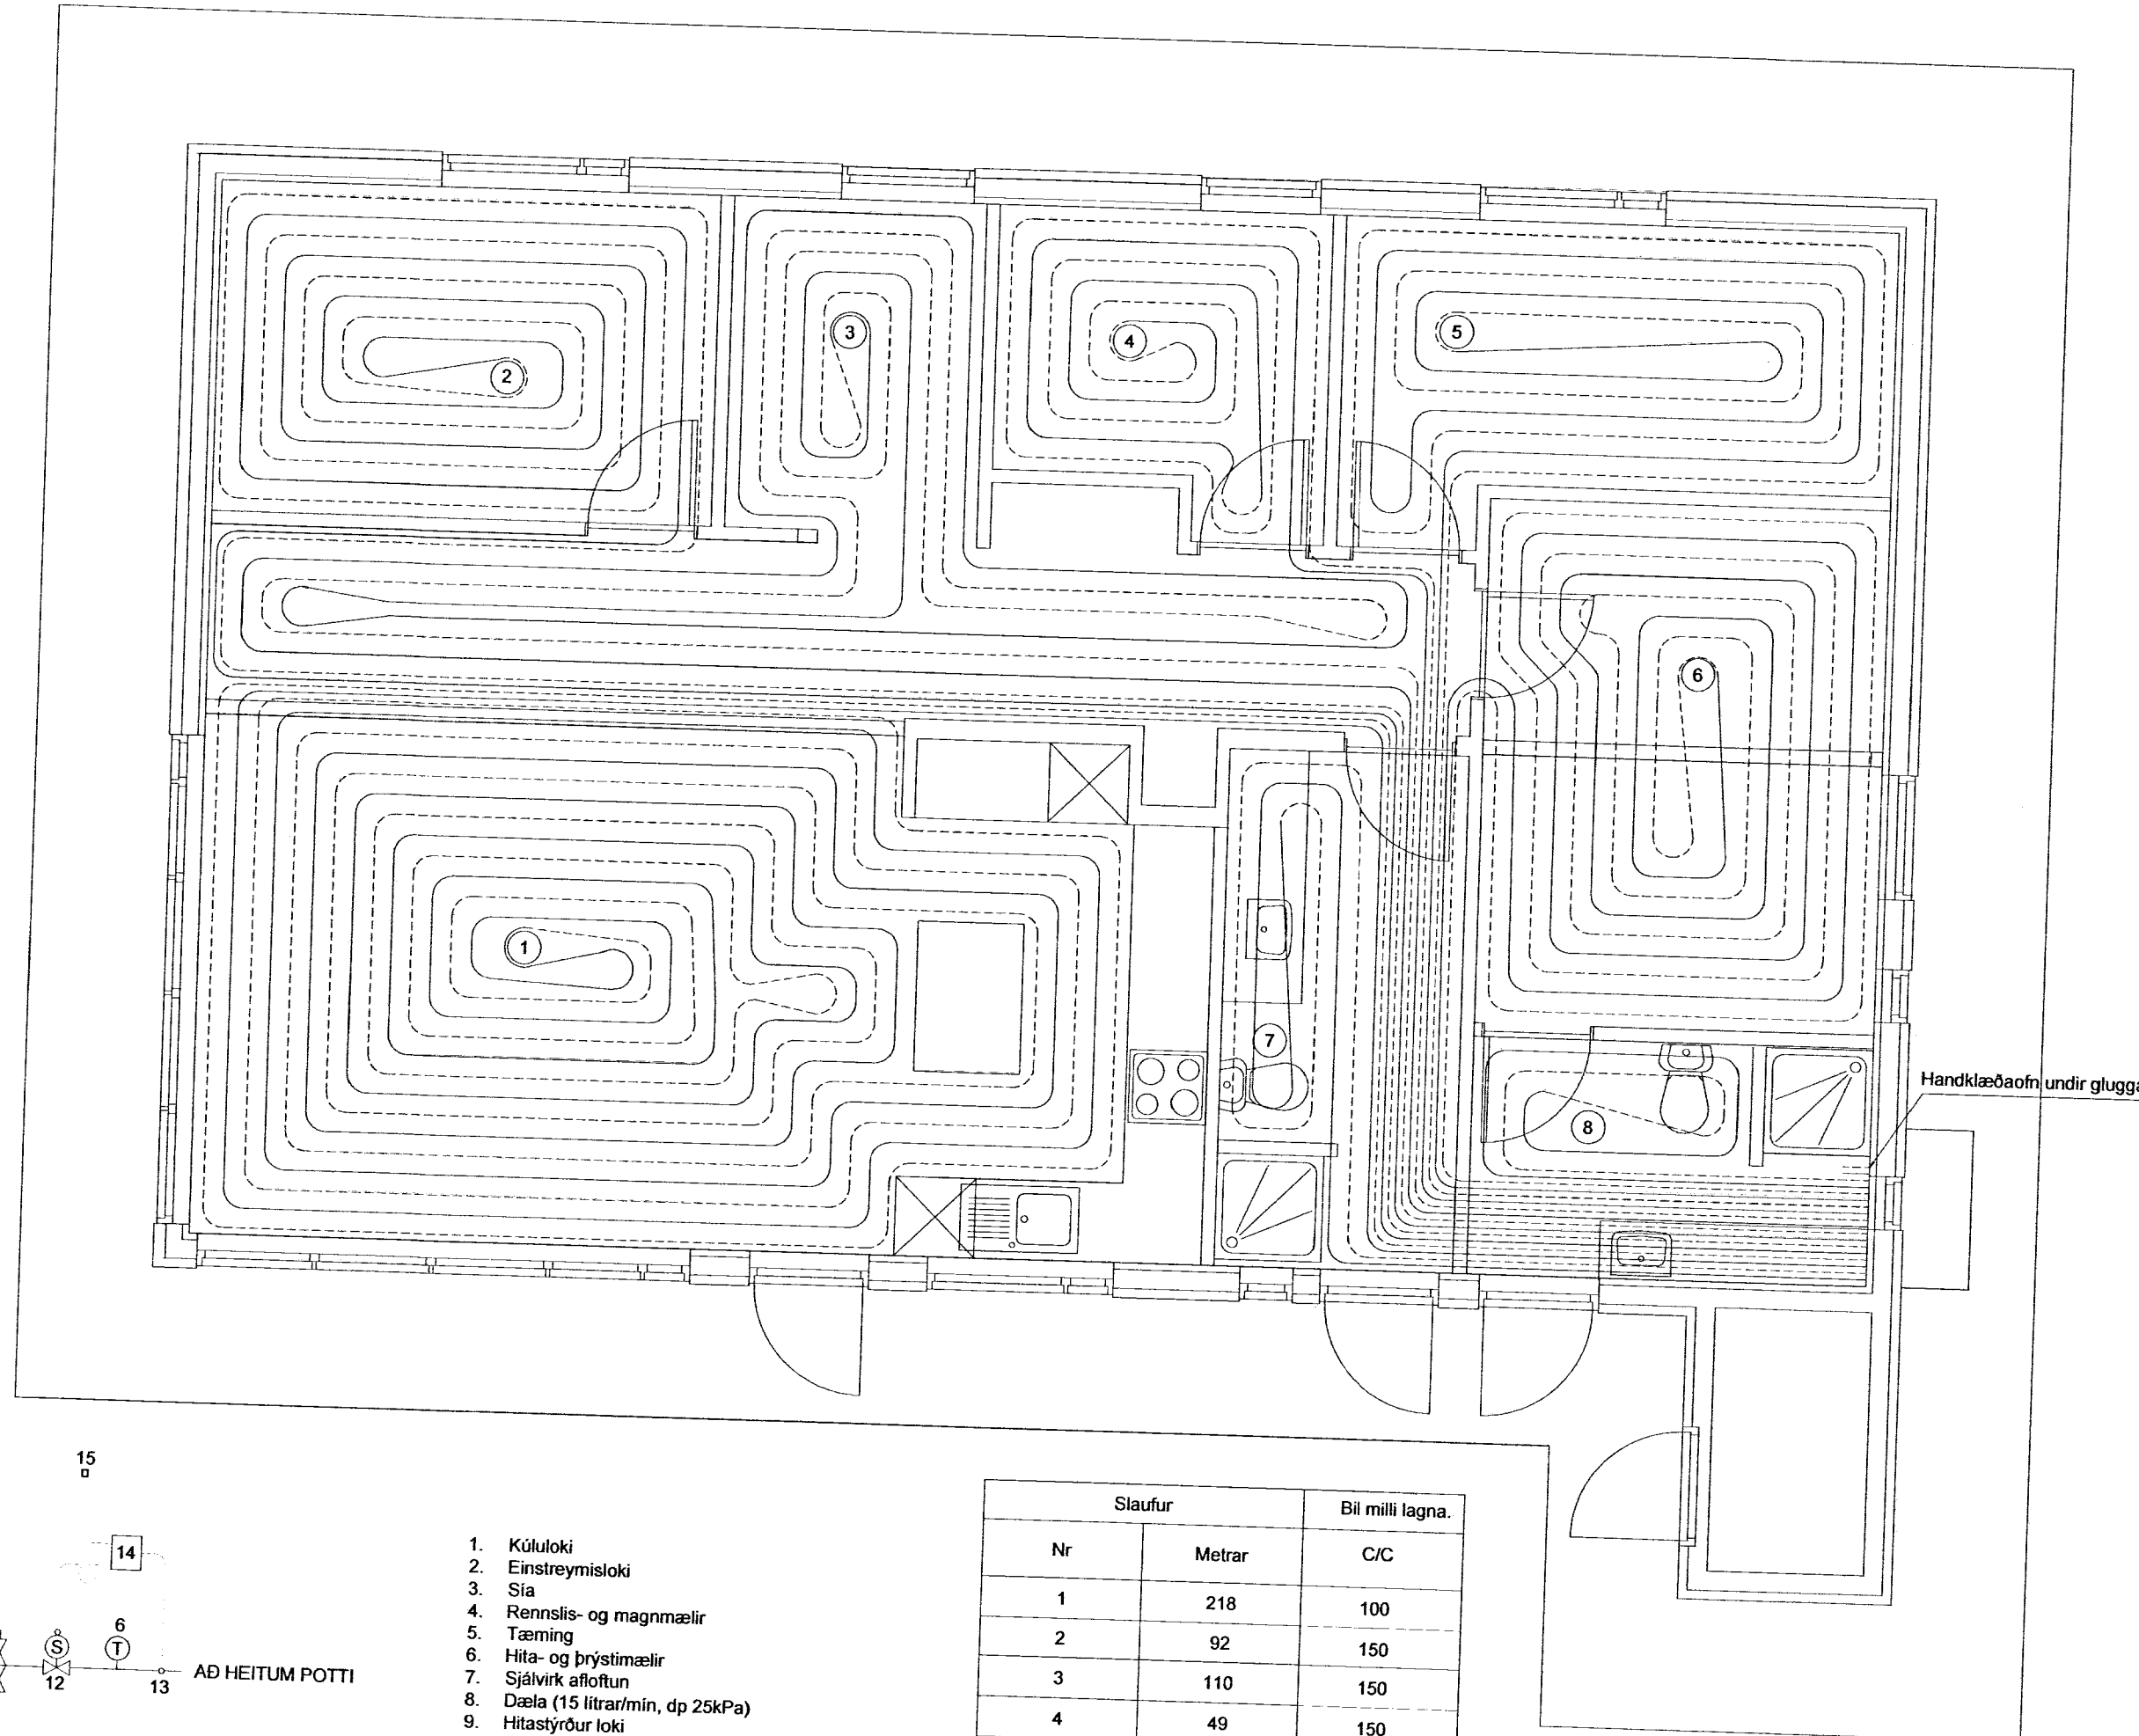 2
3
4
5
6
1
7
8
Handklæðaofn undir glugga
15
14
6
S
T
12
13
AÐ HEITUM POTTI
1. Kúluloki
2. Einstreymisloki
3. Sía
4. Rennslis- og magnmælir
5. Tæming
6. Hita- og þrýstimælir
7. Sjálvirk afloftun
8. Dæla (15 lítrar/mín, dp 25kPa)
9. Hitastýrður loki
Slaufur Bil milli lagna.
Nr Metrar C/C
1 218 100
2 92 150
3 110 150
4 49 150